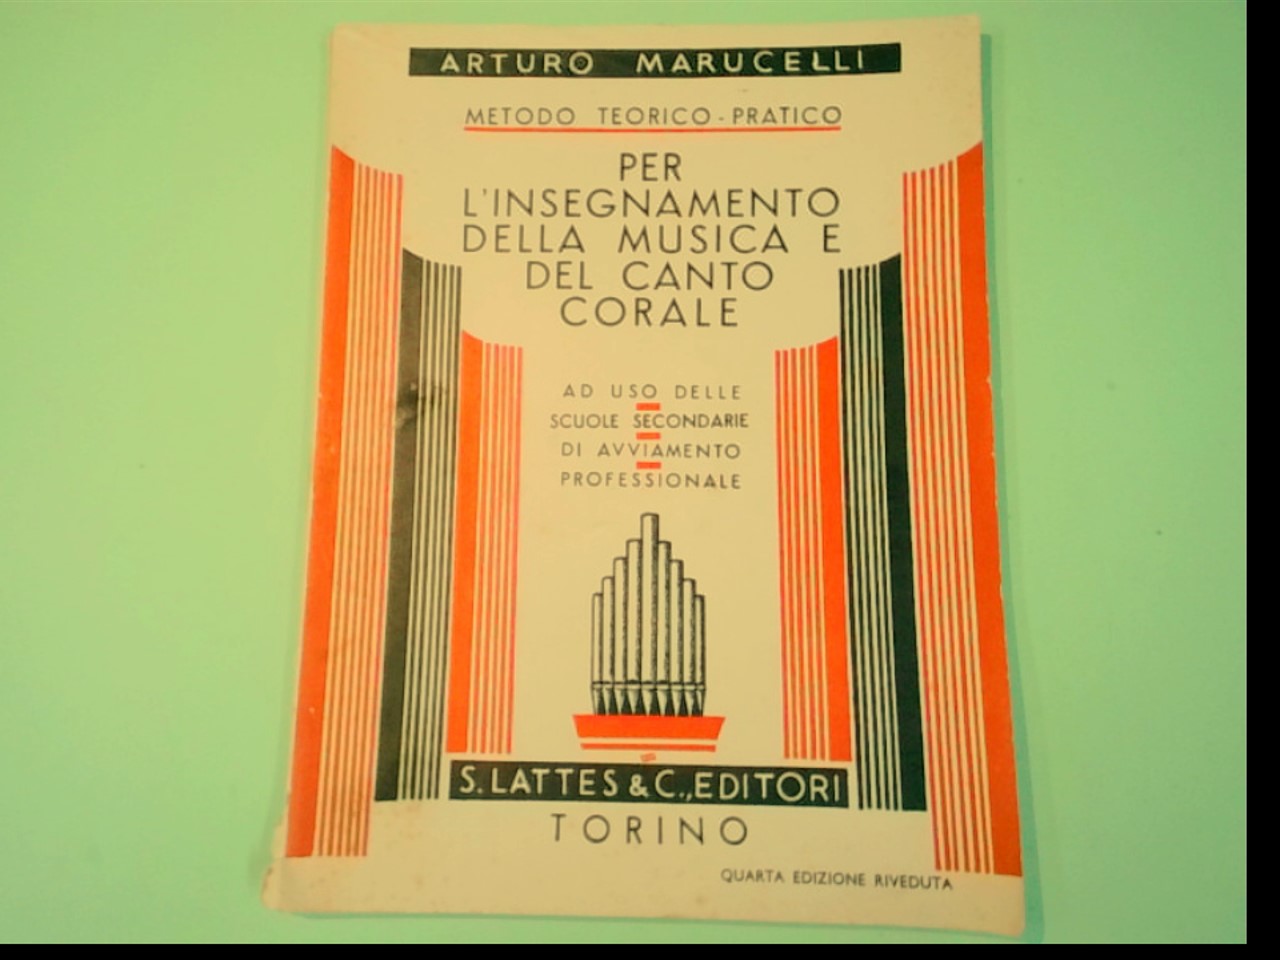 ARTURO MARUCELLI
METODO TEORICO-PRATICO
PER
L'INSEGNAMENTO
DELLA MUSICA E
DEL CANTO
CORALE
AD USO DELLE
SCUOLE SECONDARIE
DI AVVIAMENTO
PROFESSIONALE
S. LATTES & C., EDITORI
TORINO
QUARTA EDIZIONE RIVEDUTA